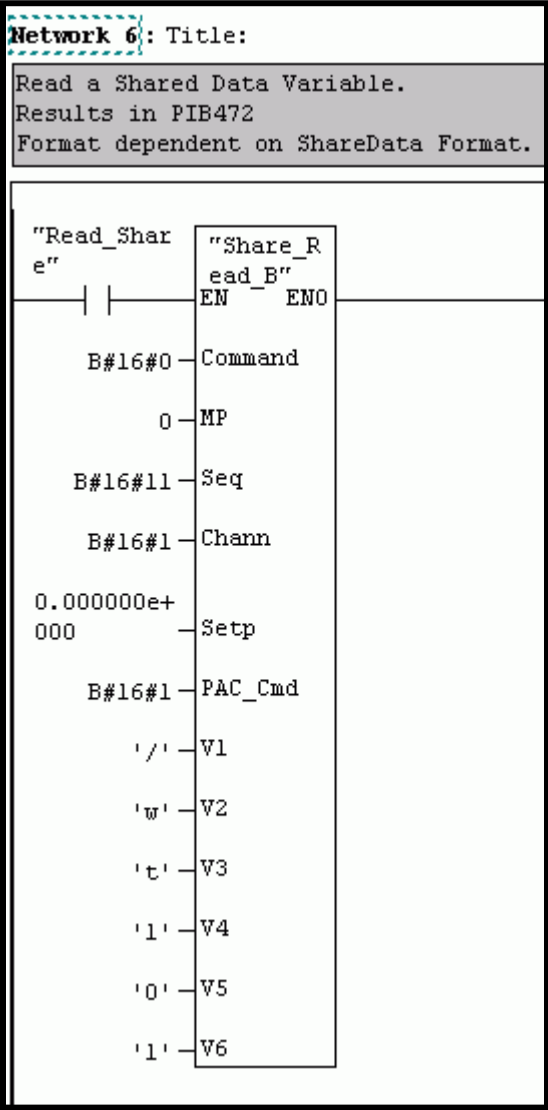 Network 6: Title:
Read a Shared Data Variable.
Results in PIB472
Format dependent on ShareData Format.
"Read_Shar
e"
"Share_R
ead_B"
EN ENO
B#16#0 Command
0 MP
B#16#11 Seq
B#16#1 Chann
0.000000e+
000 Setp
B#16#1 PAC_Cmd
'/' V1
'w' V2
't' V3
'1' V4
'0' V5
'1' V6